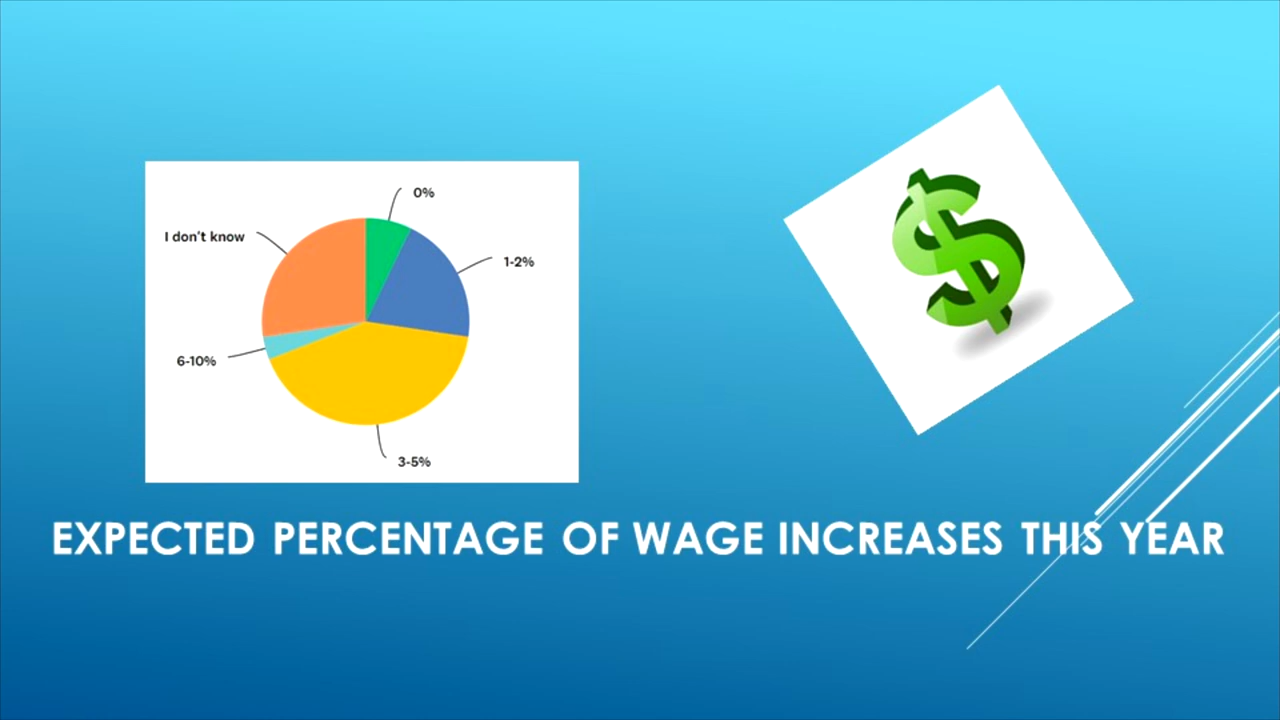 0%
I don't know
1-2%
6-10%
3-5%
EXPECTED PERCENTAGE OF WAGE INCREASES THIS YEAR